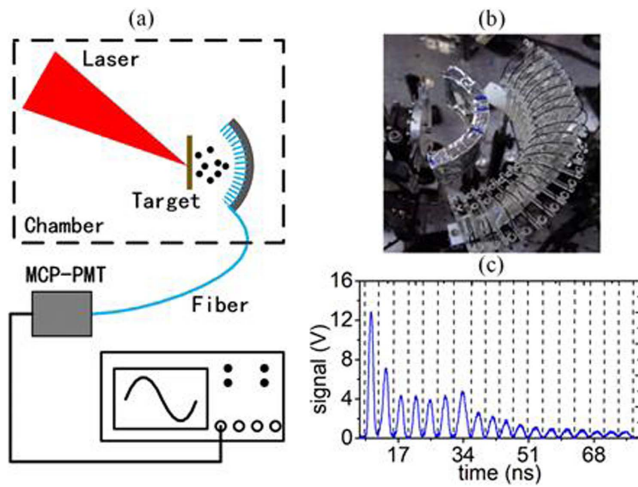 (a)
Laser
Target
Chamber
MCP-PMT
Fiber
(b)
(c)
signal (V)
16
12
8
4
0
17 34 51 68
time (ns)